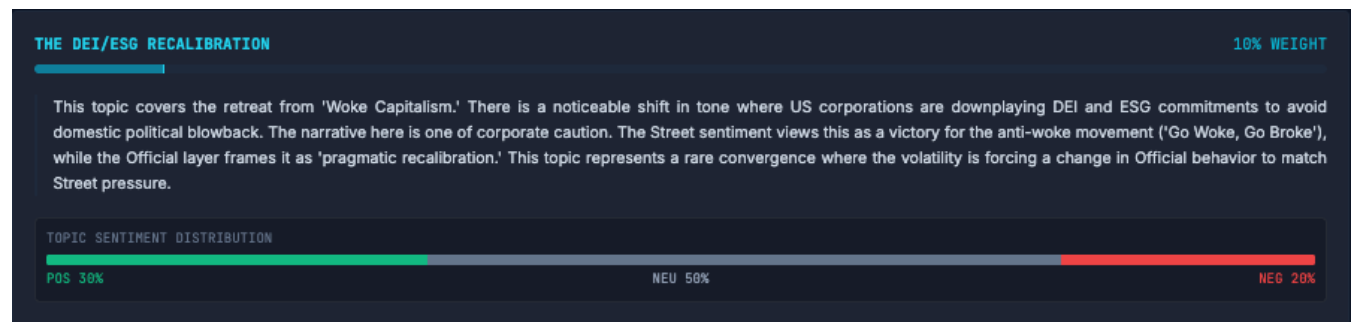 THE DEI/ESG RECALIBRATION
10% WEIGHT
This topic covers the retreat from 'Woke Capitalism.' There is a noticeable shift in tone where US corporations are downplaying DEI and ESG commitments to avoid
domestic political blowback. The narrative here is one of corporate caution. The Street sentiment views this as a victory for the anti-woke movement ('Go Woke, Go Broke'),
while the Official layer frames it as 'pragmatic recalibration.' This topic represents a rare convergence where the volatility is forcing a change in Official behavior to match
Street pressure.
TOPIC SENTIMENT DISTRIBUTION
POS 30%
NEU 50%
NEG 20%